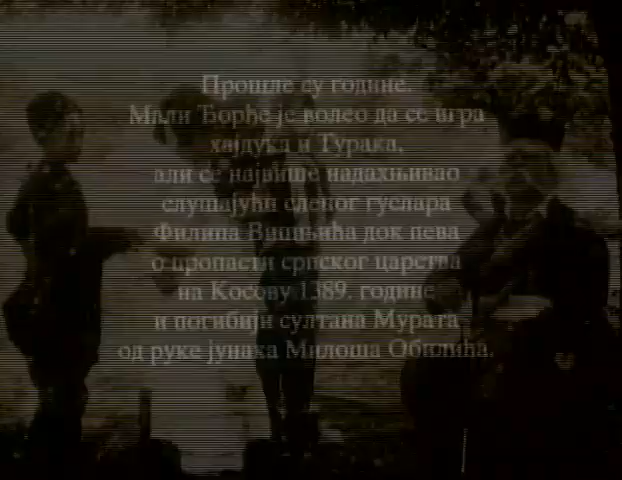 Прошле су године.
Мали Ђорђе је волео да се игра
хајдука и Турака,
али се највише надахњивао
слушајући слепог гуслара
Филипа Вишњића док пева
о пропасти српског царства
на Косову 1389. године
и погибији султана Мурата
од руке јунака Милоша Обилића.